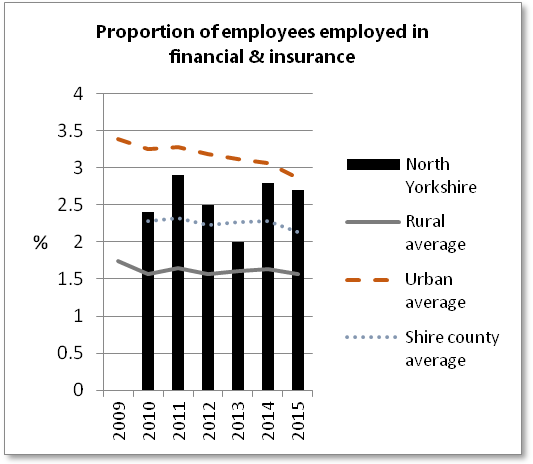 Proportion of employees employed in
financial & insurance
4
3.5
3
2.5
2
1.5
1
0.5
0
%
2009
2010
2011
2012
2013
2014
2015
North
Yorkshire
Rural
average
Urban
average
Shire county
average